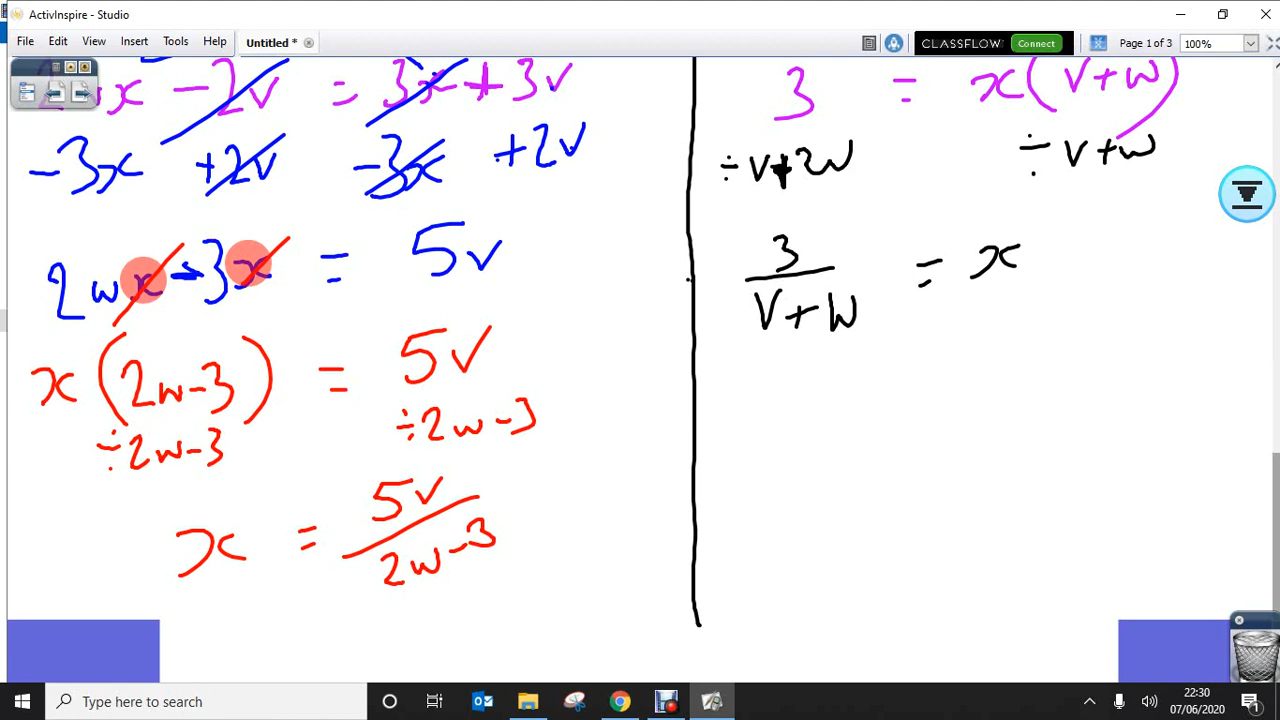 ActivInspire - Studio
File Edit View Insert Tools Help Untitled *
CLASSFLOW Connect Page 1 of 3 100%
x - 2v = 3x + 3v
-3x +2v -3x +2v
2wx - 3x = 5v
x(2w-3) = 5v
÷2w-3 ÷2w-3
x = 5v/2w-3
3 = x(v+w)
÷v+2w ÷v+w
3/v+w = x
Type here to search
22:30
07/06/2020
1